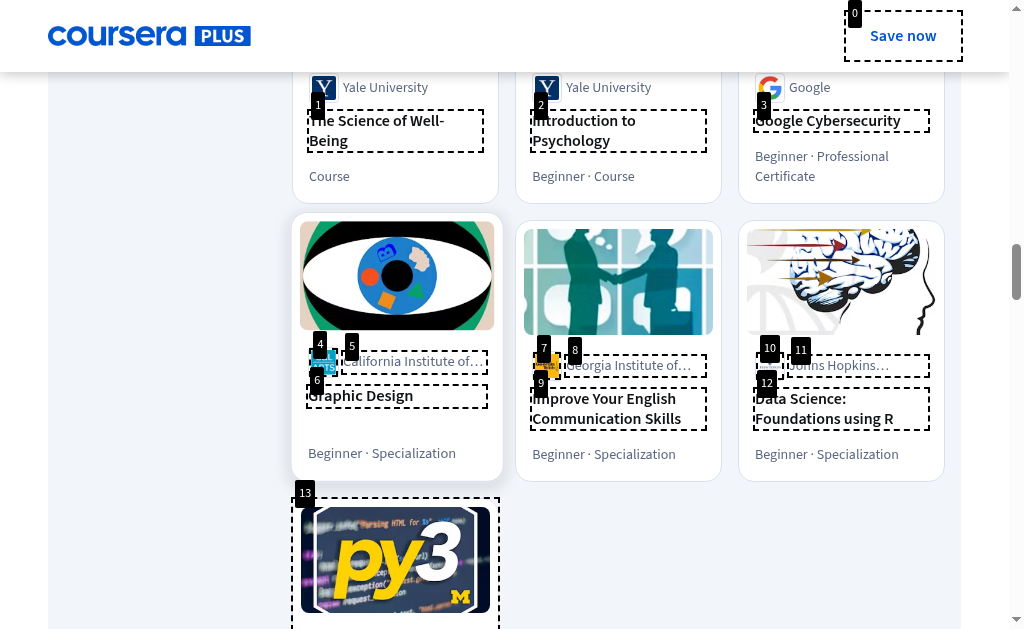 coursera PLUS
0
Save now
Y Yale University
1
The Science of Well-
Being
Course
Y Yale University
2
Introduction to
Psychology
Beginner · Course
G Google
3
Google Cybersecurity
Beginner · Professional
Certificate
4
5
California Institute of…
6
Graphic Design
Beginner · Specialization
7
8
Georgia Institute of…
9
Improve Your English
Communication Skills
Beginner · Specialization
10
11
Johns Hopkins…
12
Data Science:
Foundations using R
Beginner · Specialization
13
py3
M